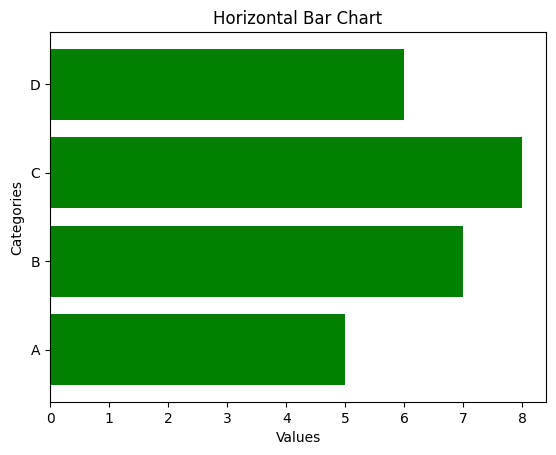 Horizontal Bar Chart
D
C
B
A
Categories
0 1 2 3 4 5 6 7 8
Values